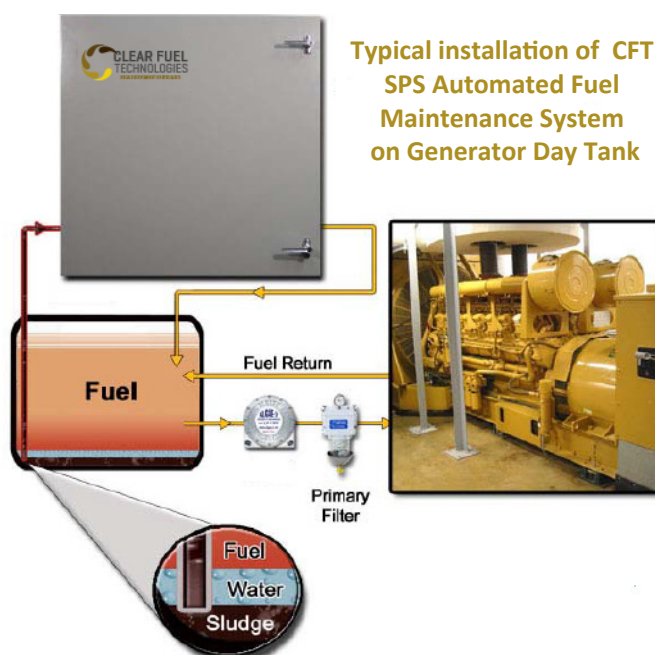 CLEAR FUEL
TECHNOLOGIES
Typical installation of CFT
SPS Automated Fuel
Maintenance System
on Generator Day Tank
Fuel Return
Fuel
Primary
Filter
Fuel
Water
Sludge